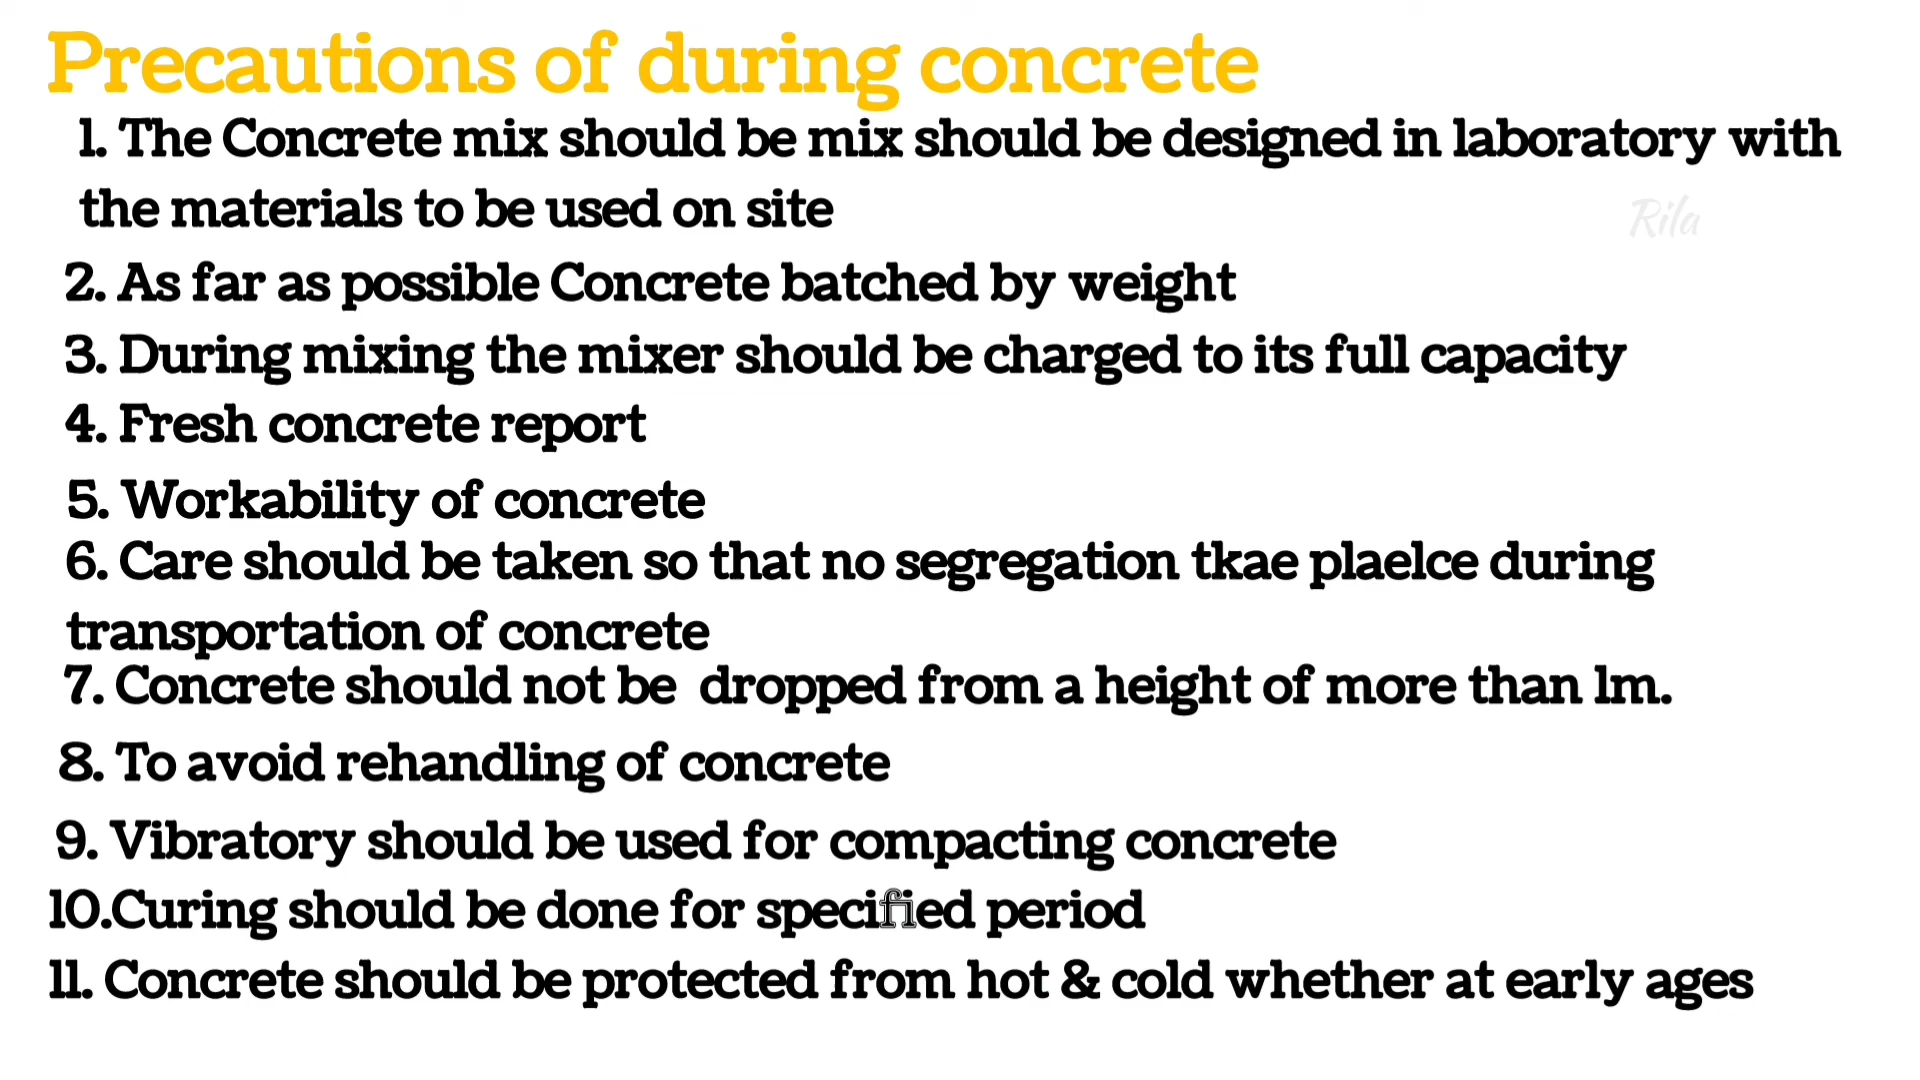 Precautions of during concrete
1. The Concrete mix should be mix should be designed in laboratory with
the materials to be used on site
Rila
2. As far as possible Concrete batched by weight
3. During mixing the mixer should be charged to its full capacity
4. Fresh concrete report
5. Workability of concrete
6. Care should be taken so that no segregation tkae plaelce during
transportation of concrete
7. Concrete should not be  dropped from a height of more than 1m.
8. To avoid rehandling of concrete
9. Vibratory should be used for compacting concrete
10.Curing should be done for specified period
11. Concrete should be protected from hot & cold whether at early ages